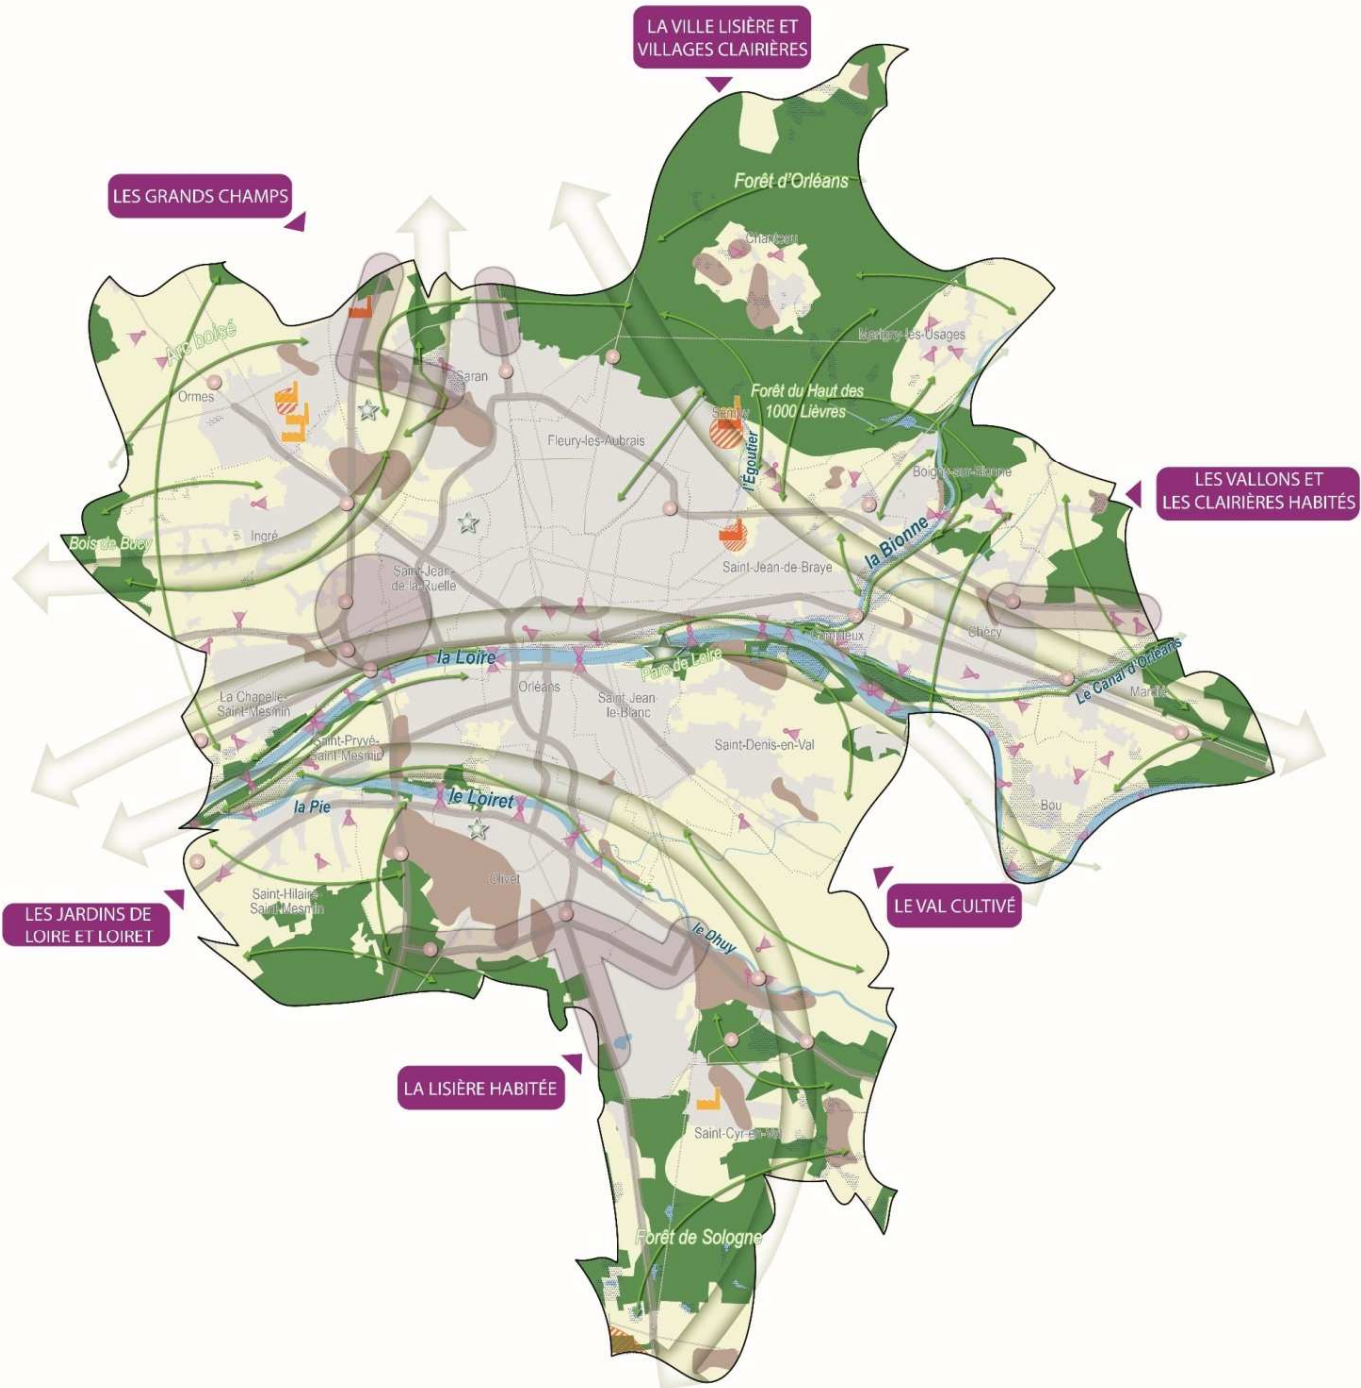 LA VILLE LISIÈRE ET
VILLAGES CLAIRIÈRES
LES GRANDS CHAMPS
Forêt d'Orléans
Chanteau
Arc boisé
Marigny-les-Usages
Saran
Ormes
Forêt du Haut des
1000 Lièvres
Semoy
Fleury-les-Aubrais
l'Égoutier
Boigny-sur-Bionne
LES VALLONS ET
LES CLAIRIÈRES HABITÉS
Bois de Bucy
Ingré
la Bionne
Saint-Jean-
de-la-Ruelle
Saint-Jean-de-Braye
Combleux
Chécy
la Loire
Parc de Loire
Le Canal d'Orléans
Mardié
Orléans
La Chapelle-
Saint-Mesmin
Saint-Jean
le-Blanc
Saint-Pryvé-
Saint-Mesmin
Saint-Denis-en-Val
la Pie
le Loiret
Bou
Olivet
Saint-Hilaire-
Saint-Mesmin
LES JARDINS DE
LOIRE ET LOIRET
LE VAL CULTIVÉ
le Dhuy
LA LISIÈRE HABITÉE
Saint-Cyr-en-Val
Forêt de Sologne